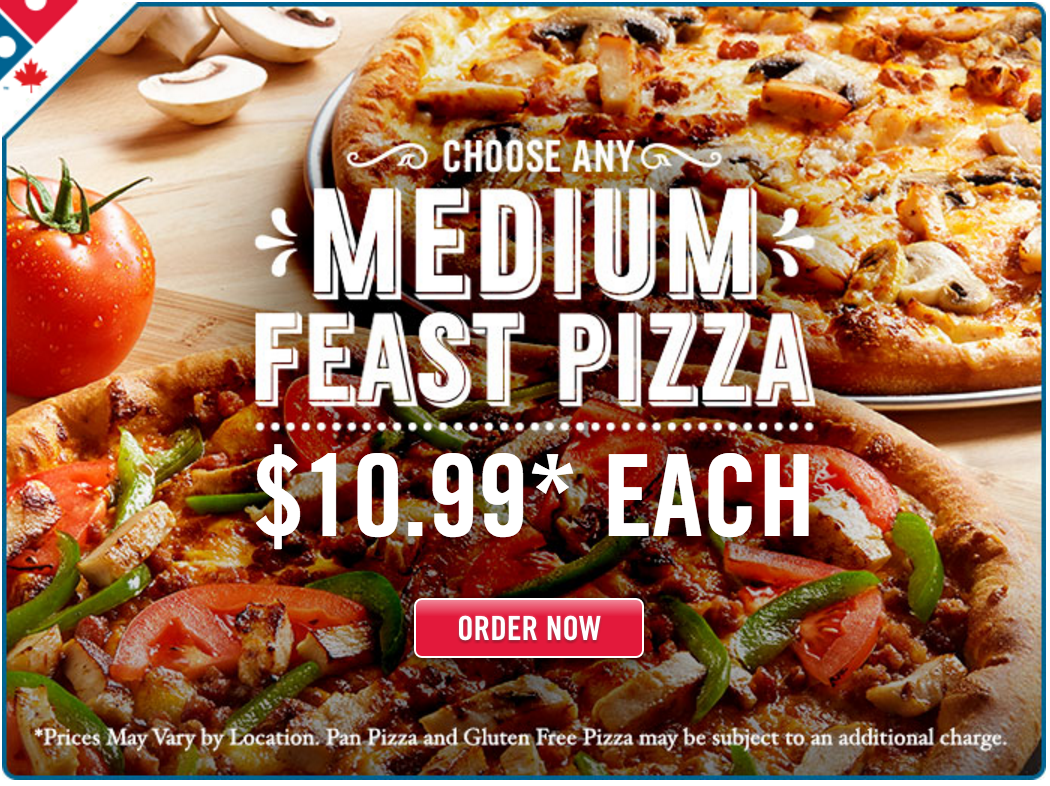 CHOOSE ANY
MEDIUM
FEAST PIZZA
$10.99* EACH
ORDER NOW
*Prices May Vary by Location. Pan Pizza and Gluten Free Pizza may be subject to an additional charge.